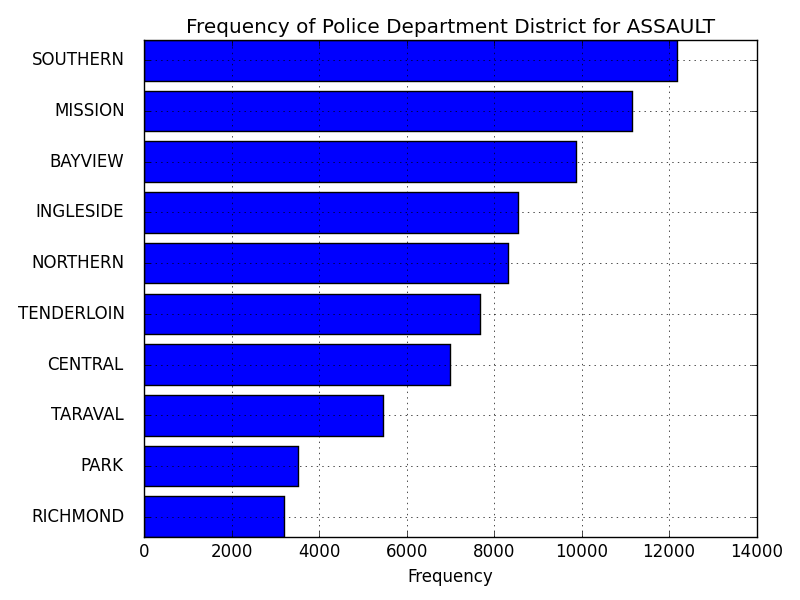 Frequency of Police Department District for ASSAULT
SOUTHERN
MISSION
BAYVIEW
INGLESIDE
NORTHERN
TENDERLOIN
CENTRAL
TARAVAL
PARK
RICHMOND
0 2000 4000 6000 8000 10000 12000 14000
Frequency